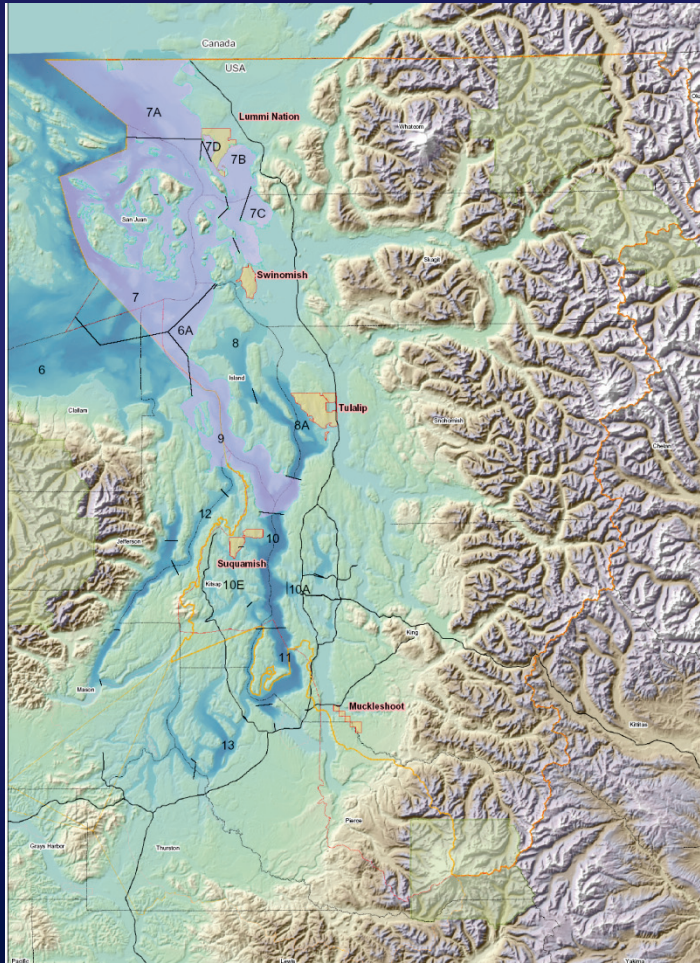 Canada
USA
7A
Lummi Nation
Whatcom
7D
7B
7C
San Juan
Skagit
Swinomish
7
6A
8
6
Island
Clallam
Tulalip
8A
Snohomish
Chelan
9
12
10
Jefferson
Suquamish
Kitsap
10E
10A
King
11
Mason
Muckleshoot
Kittitas
13
Pierce
Grays Harbor
Thurston
Pacific
Lewis
Yakima